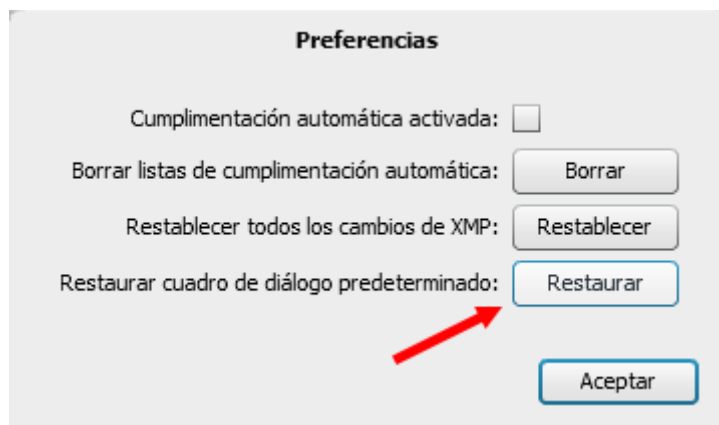 Preferencias
Cumplimentación automática activada:
Borrar listas de cumplimentación automática: Borrar
Restablecer todos los cambios de XMP: Restablecer
Restaurar cuadro de diálogo predeterminado: Restaurar
Aceptar